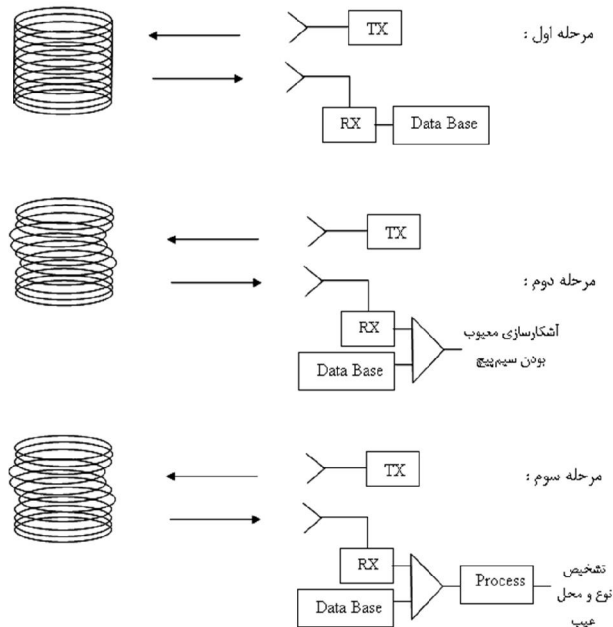 مرحله اول :
TX
RX
Data Base
مرحله دوم :
TX
RX
Data Base
آشکارسازی معیوب
بودن سیم‌پیچ
مرحله سوم :
TX
RX
Data Base
Process
تشخیص
نوع و محل
عیب